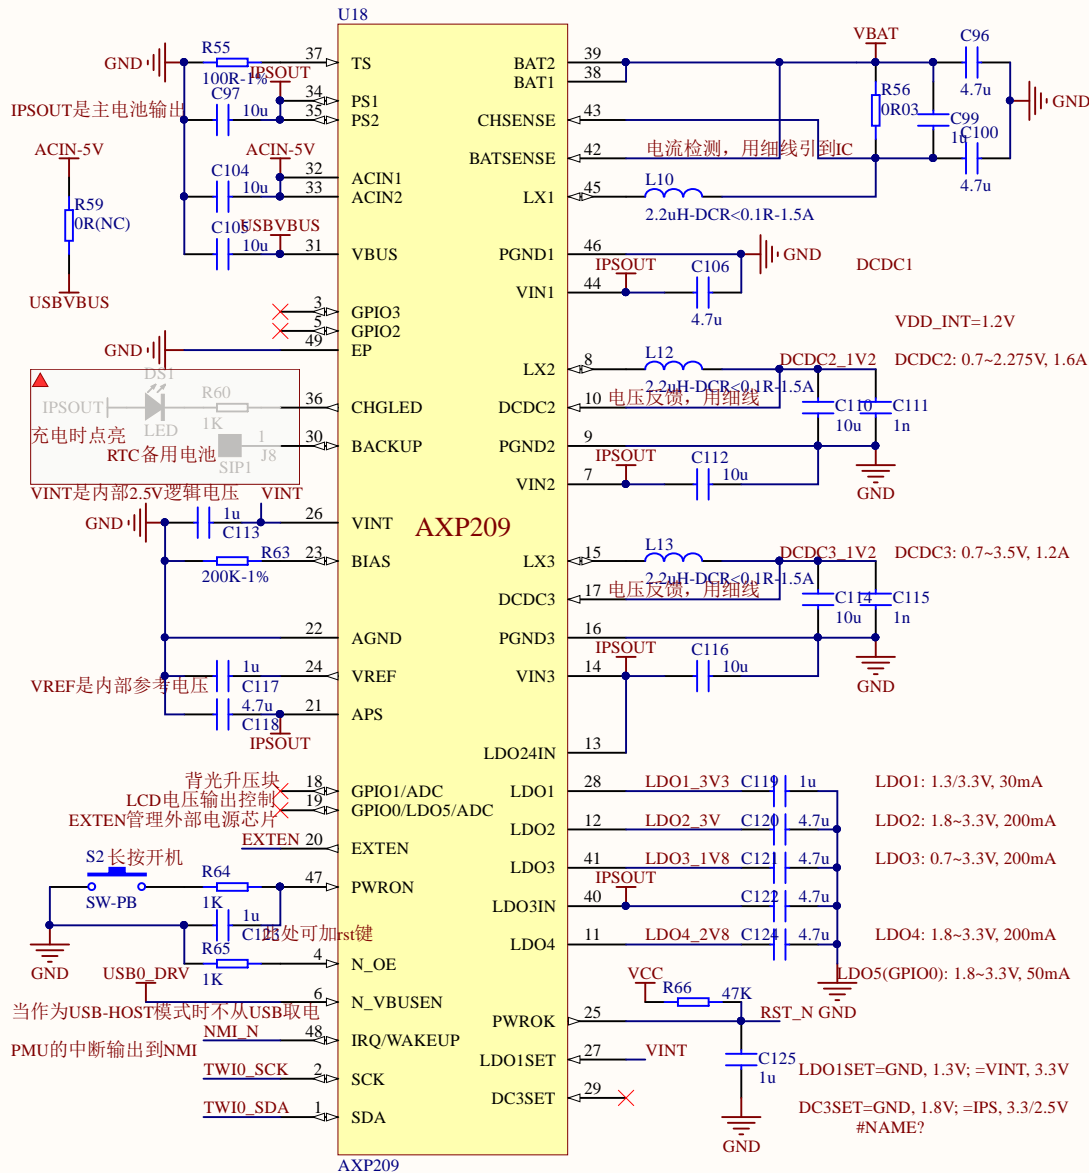 U18
R55
100R-1%
GND
37
TS
IPSOUT
IPSOUT是主电池输出
C97
10u
34
PS1
35
PS2
ACIN-5V
ACIN-5V
32
ACIN1
C104
10u
33
ACIN2
R59
0R(NC)
C105
10u
USBVBUS
31
VBUS
USBVBUS
3
GPIO3
5
GPIO2
GND
49
EP
DS1
IPSOUT
LED
R60
1K
36
CHGLED
充电时点亮
RTC备用电池
SIP1
1
J8
30
BACKUP
VINT是内部2.5V逻辑电压
VINT
GND
1u
C113
26
VINT
R63
200K-1%
23
BIAS
22
AGND
1u
C117
24
VREF
VREF是内部参考电压
4.7u
C118
21
APS
IPSOUT
背光升压块
18
GPIO1/ADC
LCD电压输出控制
19
GPIO0/LDO5/ADC
EXTEN管理外部电源芯片
EXTEN
20
EXTEN
S2
长按开机
SW-PB
R64
1K
47
PWRON
1u
C123
此处可加rst键
GND
R65
1K
4
N_OE
USB0_DRV
6
N_VBUSEN
当作为USB-HOST模式时不从USB取电
NMI_N
48
IRQ/WAKEUP
PMU的中断输出到NMI
TWI0_SCK
2
SCK
TWI0_SDA
1
SDA
AXP209
AXP209
BAT2
39
BAT1
38
VBAT
C96
4.7u
R56
0R03
C99
1u
C100
4.7u
GND
CHSENSE
43
BATSENSE
42
电流检测，用细线引到IC
LX1
45
L10
2.2uH-DCR<0.1R-1.5A
PGND1
46
GND
DCDC1
VIN1
44
IPSOUT
C106
4.7u
VDD_INT=1.2V
LX2
8
L12
2.2uH-DCR<0.1R-1.5A
DCDC2_1V2
DCDC2: 0.7~2.275V, 1.6A
DCDC2
10
电压反馈，用细线
C110
10u
C111
1n
PGND2
9
VIN2
7
IPSOUT
C112
10u
GND
LX3
15
L13
2.2uH-DCR<0.1R-1.5A
DCDC3_1V2
DCDC3: 0.7~3.5V, 1.2A
DCDC3
17
电压反馈，用细线
C114
10u
C115
1n
PGND3
16
VIN3
14
IPSOUT
C116
10u
GND
LDO24IN
13
LDO1
28
LDO1_3V3
C119
1u
LDO1: 1.3/3.3V, 30mA
LDO2
12
LDO2_3V
C120
4.7u
LDO2: 1.8~3.3V, 200mA
LDO3
41
LDO3_1V8
C121
4.7u
LDO3: 0.7~3.3V, 200mA
LDO3IN
40
IPSOUT
C122
4.7u
LDO4
11
LDO4_2V8
C124
4.7u
LDO4: 1.8~3.3V, 200mA
LDO5(GPIO0): 1.8~3.3V, 50mA
GND
VCC
R66
47K
PWROK
25
RST_N
LDO1SET
27
VINT
C125
1u
LDO1SET=GND, 1.3V; =VINT, 3.3V
DC3SET
29
DC3SET=GND, 1.8V; =IPS, 3.3/2.5V
#NAME?
GND